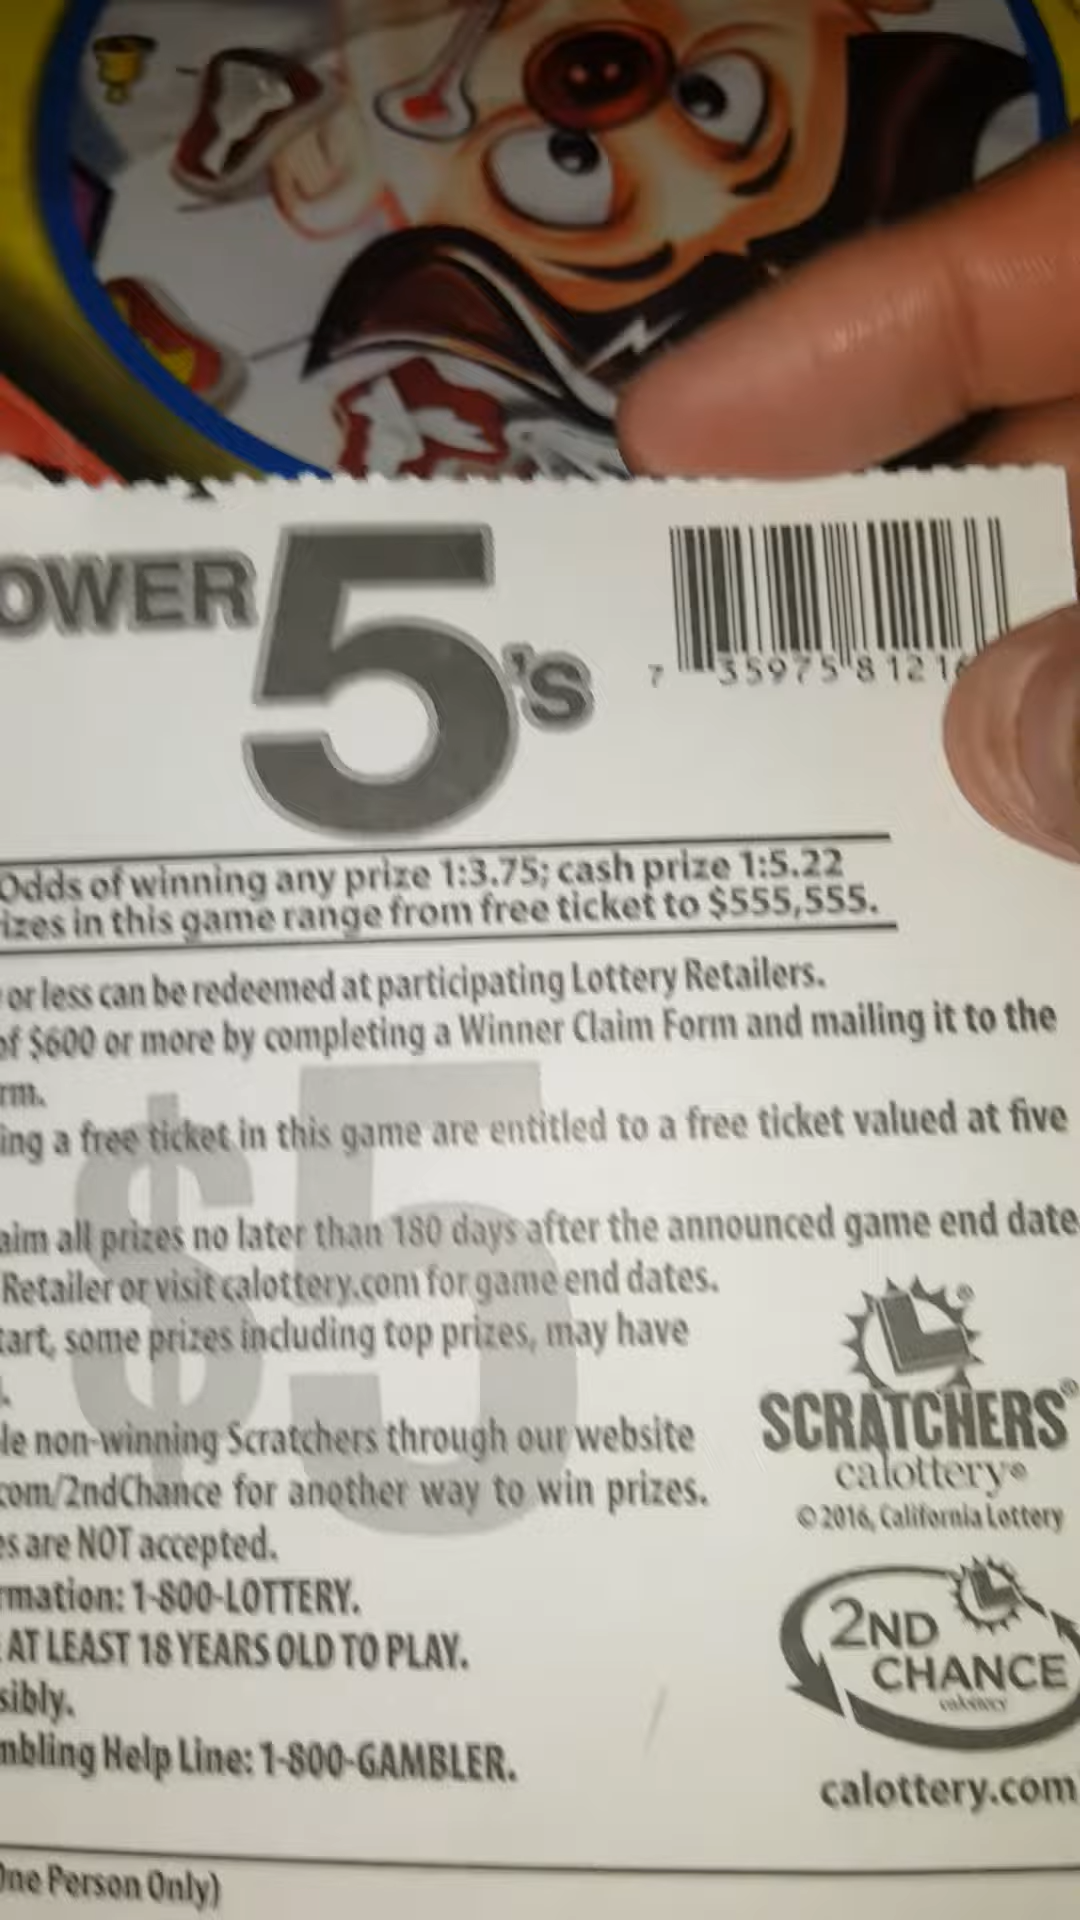 OWER 5's
7 35975 8 1216
Odds of winning any prize 1:3.75; cash prize 1:5.22
izes in this game range from free ticket to $555,555.
or less can be redeemed at participating Lottery Retailers.
of $600 or more by completing a Winner Claim Form and mailing it to the
rm.
ing a free ticket in this game are entitled to a free ticket valued at five
aim all prizes no later than 180 days after the announced game end date
Retailer or visit calottery.com for game end dates.
tart, some prizes including top prizes, may have
$5
le non-winning Scratchers through our website
com/2ndChance for another way to win prizes.
es are NOT accepted.
rmation: 1-800-LOTTERY.
AT LEAST 18 YEARS OLD TO PLAY.
sibly.
mbling Help Line: 1-800-GAMBLER.
SCRATCHERS®
calottery®
© 2016, California Lottery
2ND
CHANCE
calottery
calottery.com
One Person Only)